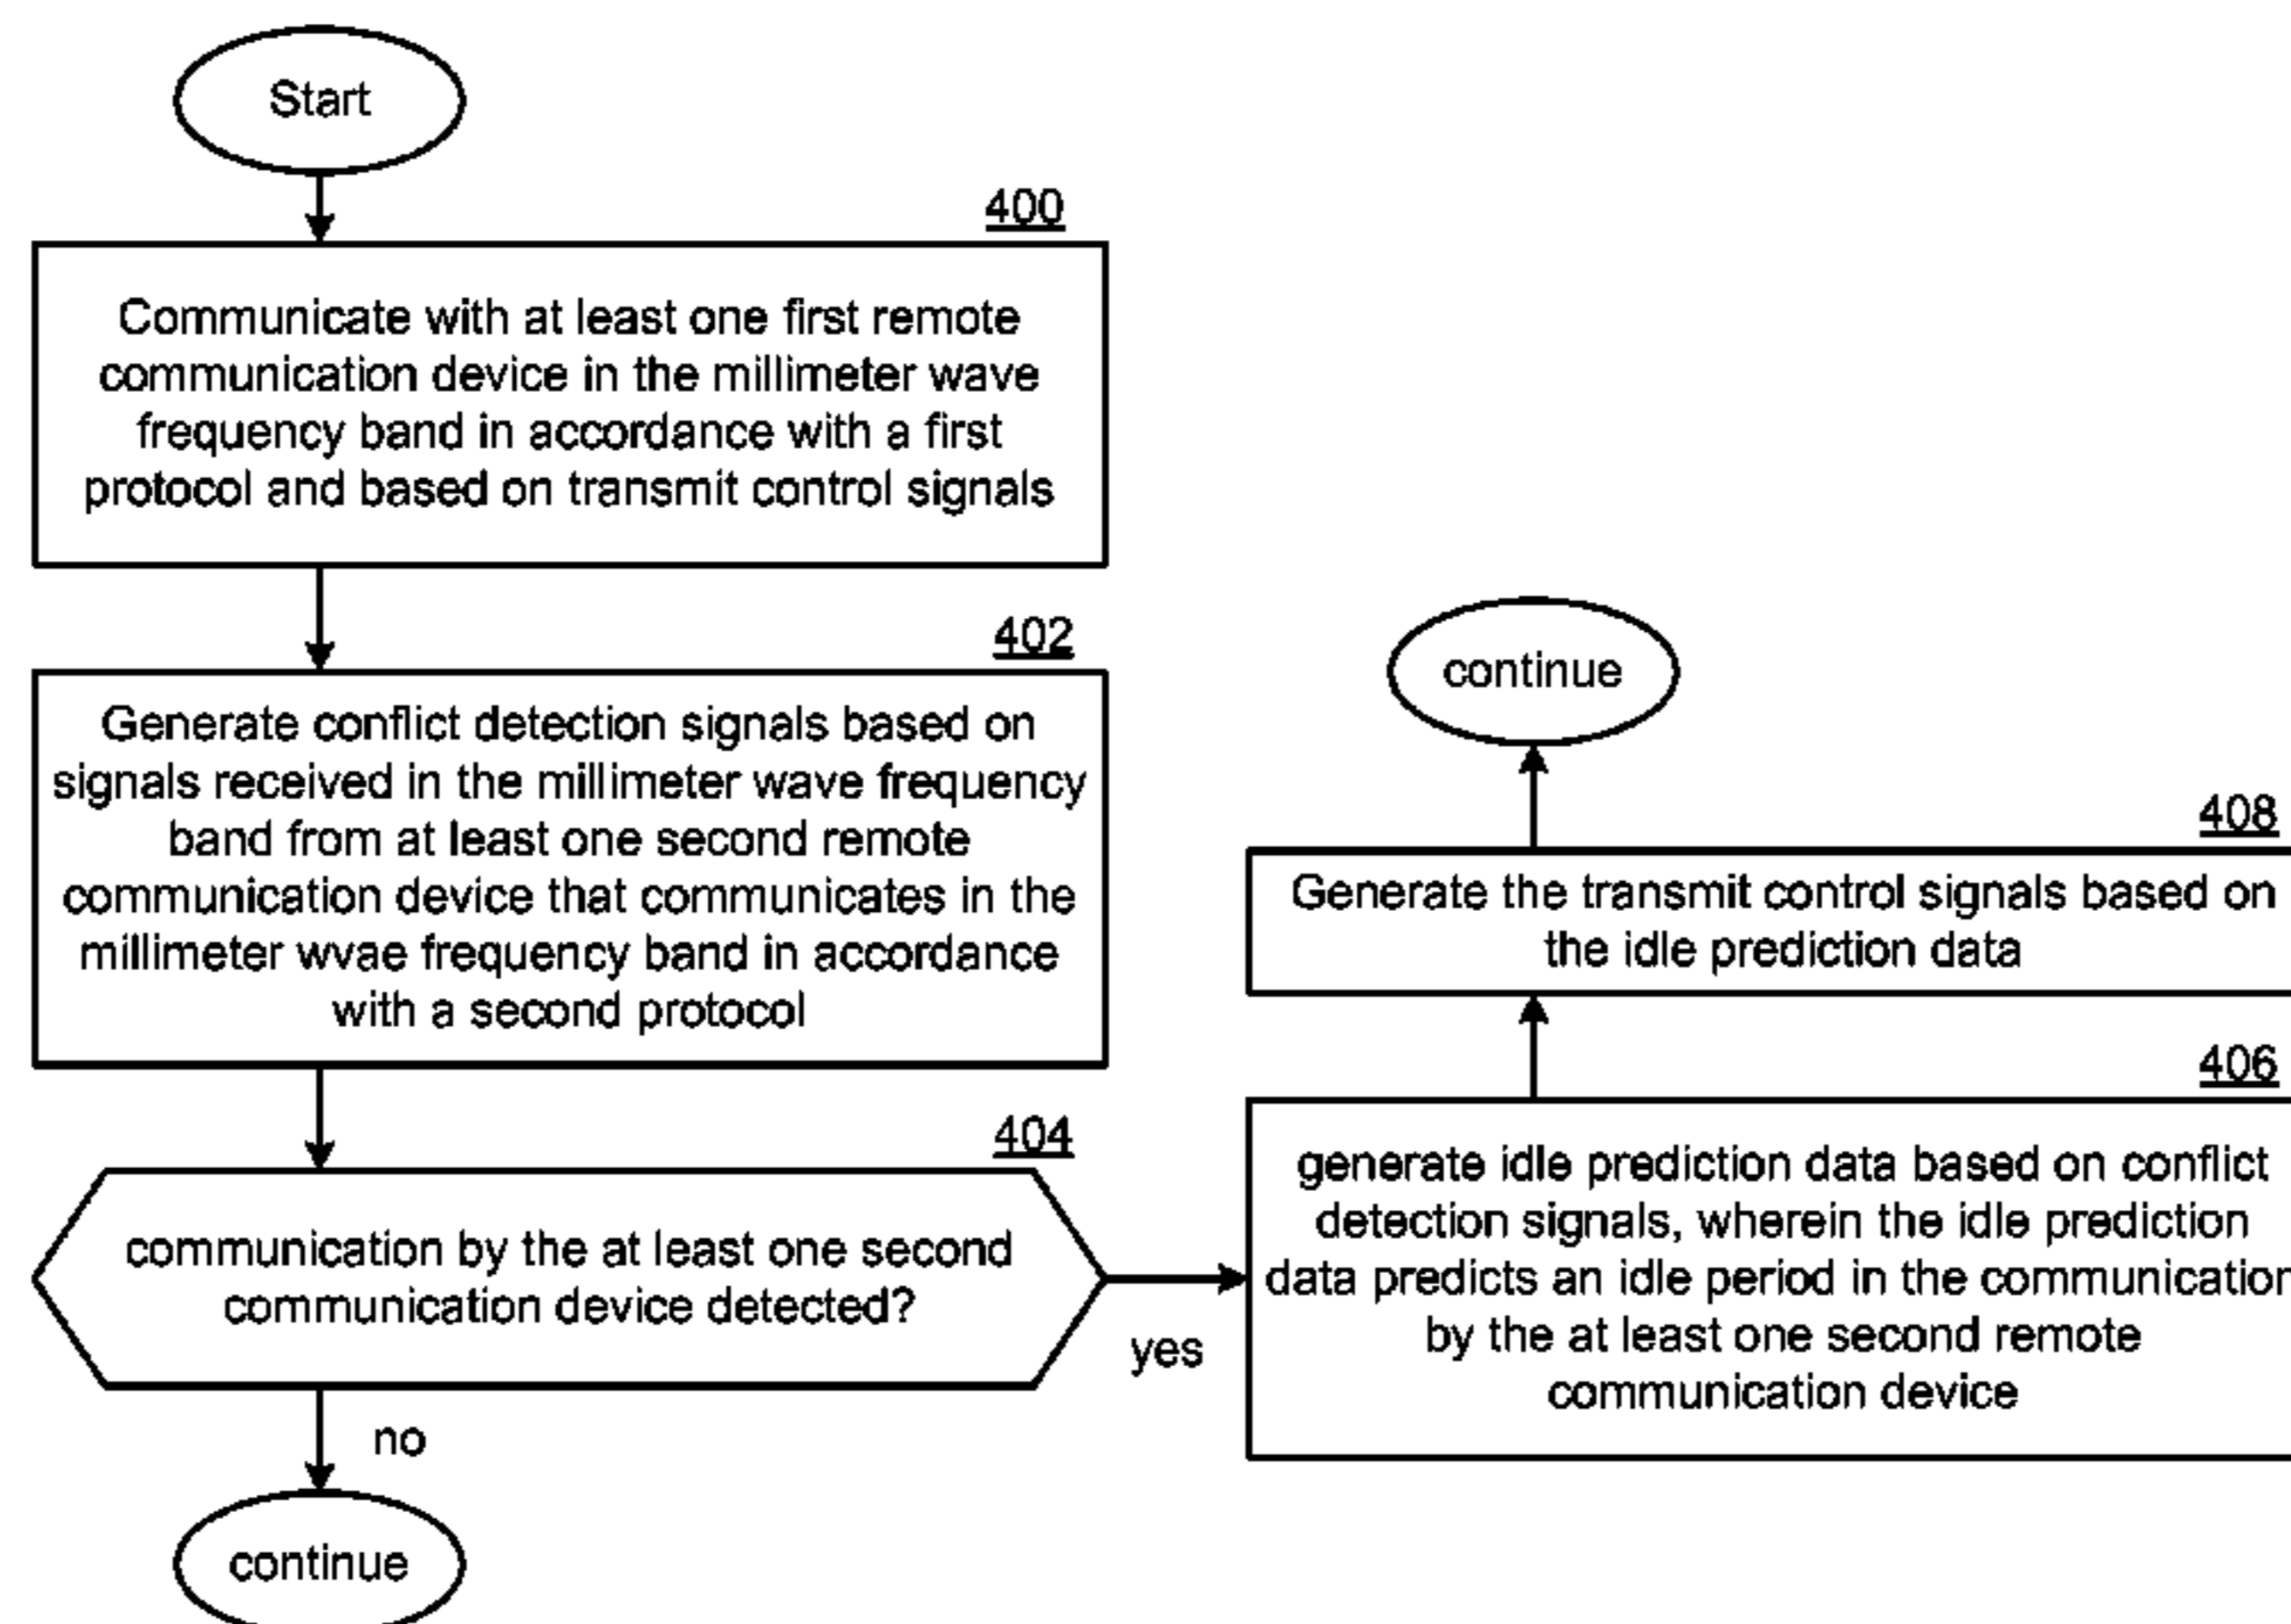 Start
400
Communicate with at least one first remote
communication device in the millimeter wave
frequency band in accordance with a first
protocol and based on transmit control signals
402
Generate conflict detection signals based on
signals received in the millimeter wave frequency
band from at least one second remote
communication device that communicates in the
millimeter wvae frequency band in accordance
with a second protocol
404
communication by the at least one second
communication device detected?
yes
no
continue
406
generate idle prediction data based on conflict
detection signals, wherein the idle prediction
data predicts an idle period in the communication
by the at least one second remote
communication device
408
Generate the transmit control signals based on
the idle prediction data
continue